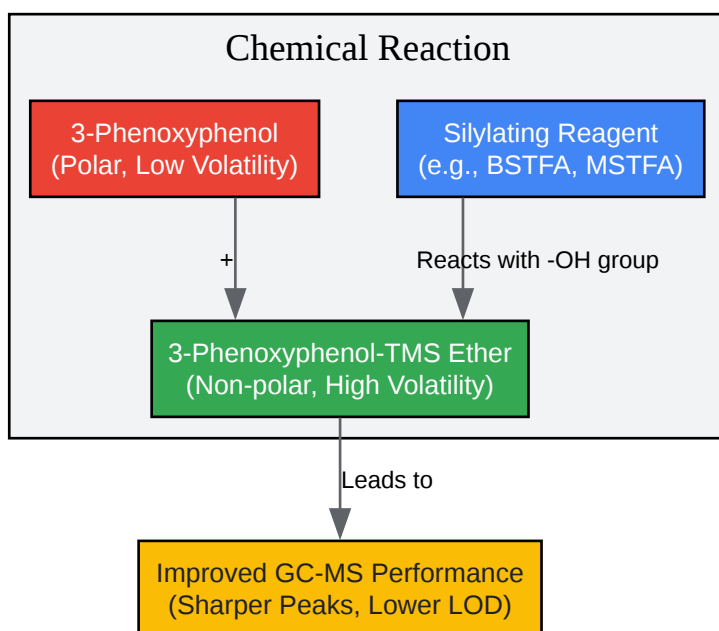 Chemical Reaction
3-Phenoxyphenol
(Polar, Low Volatility)
Silylating Reagent
(e.g., BSTFA, MSTFA)
+
Reacts with -OH group
3-Phenoxyphenol-TMS Ether
(Non-polar, High Volatility)
Leads to
Improved GC-MS Performance
(Sharper Peaks, Lower LOD)